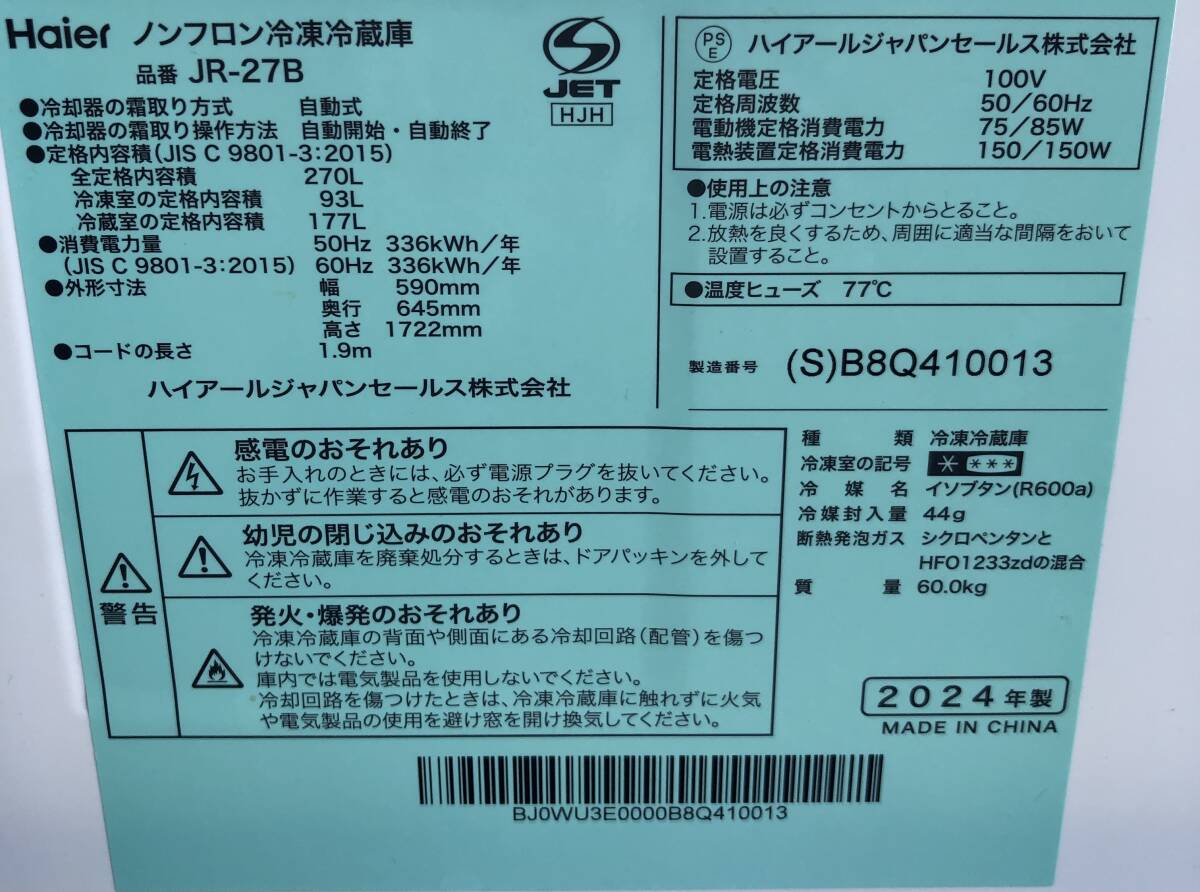 Haier ノンフロン冷凍冷蔵庫
品番 JR-27B
●冷却器の霜取り方式 自動式
●冷却器の霜取り操作方法 自動開始・自動終了
●定格内容積(JIS C 9801-3:2015)
全定格内容積 270L
冷凍室の定格内容積 93L
冷蔵室の定格内容積 177L
●消費電力量 50Hz 336kWh/年
(JIS C 9801-3:2015) 60Hz 336kWh/年
●外形寸法 幅 590mm
奥行 645mm
高さ 1722mm
●コードの長さ 1.9m
ハイアールジャパンセールス株式会社
JET
HJH
PSE ハイアールジャパンセールス株式会社
定格電圧 100V
定格周波数 50/60Hz
電動機定格消費電力 75/85W
電熱装置定格消費電力 150/150W
●使用上の注意
1.電源は必ずコンセントからとること。
2.放熱を良くするため、周囲に適当な間隔をおいて
設置すること。
●温度ヒューズ 77℃
製造番号 (S)B8Q410013
警告
感電のおそれあり
お手入れのときには、必ず電源プラグを抜いてください。
抜かずに作業すると感電のおそれがあります。
幼児の閉じ込みのおそれあり
冷凍冷蔵庫を廃棄処分するときは、ドアパッキンを外して
ください。
発火・爆発のおそれあり
冷凍冷蔵庫の背面や側面にある冷却回路(配管)を傷つ
けないでください。
庫内では電気製品を使用しないでください。
冷却回路を傷つけたときは、冷凍冷蔵庫に触れずに火気
や電気製品の使用を避け窓を開け換気してください。
種類 冷凍冷蔵庫
冷凍室の記号 * ***
冷媒名 イソブタン(R600a)
冷媒封入量 44g
断熱発泡ガス シクロペンタンと
HFO1233zdの混合
質量 60.0kg
2024年製
MADE IN CHINA
BJ0WU3E0000B8Q410013